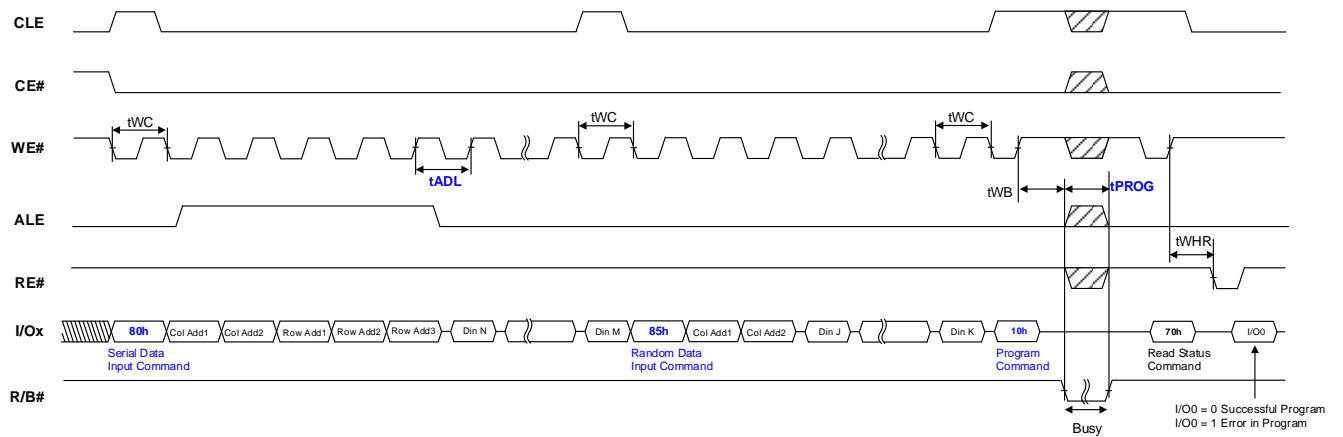 CLE
CE#
tWC
tWC
tWC
WE#
tADL
tWB
tPROG
ALE
tWHR
RE#
I/Ox
80h
Col Add1
Col Add2
Row Add1
Row Add2
Row Add3
Din N
Din M
85h
Col Add1
Col Add2
Din J
Din K
10h
70h
I/O0
Serial Data
Input Command
Random Data
Input Command
Program
Command
Read Status
Command
R/B#
Busy
I/O0 = 0 Successful Program
I/O0 = 1 Error in Program